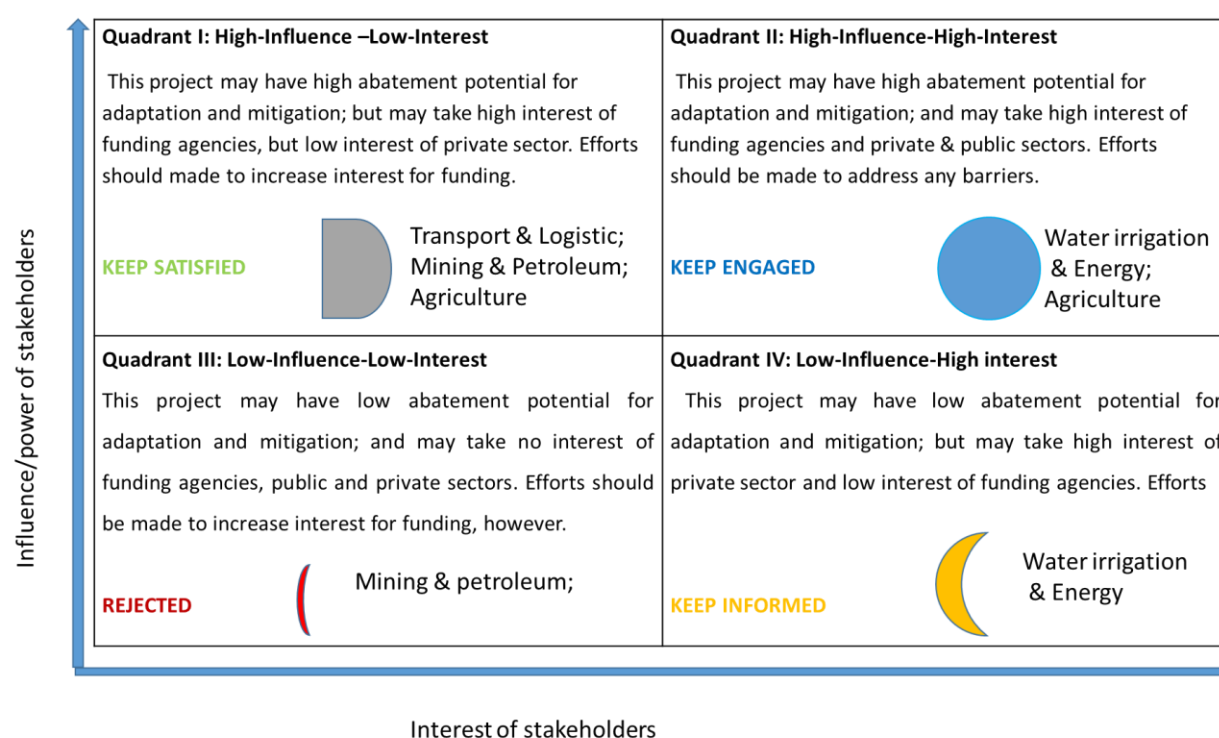 Influence/power of stakeholders
Quadrant I: High-Influence –Low-Interest
This project may have high abatement potential for
adaptation and mitigation; but may take high interest of
funding agencies, but low interest of private sector. Efforts
should made to increase interest for funding.
KEEP SATISFIED
Transport & Logistic;
Mining & Petroleum;
Agriculture
Quadrant II: High-Influence-High-Interest
This project may have high abatement potential for
adaptation and mitigation; and may take high interest of
funding agencies and private & public sectors. Efforts
should be made to address any barriers.
KEEP ENGAGED
Water irrigation
& Energy;
Agriculture
Quadrant III: Low-Influence-Low-Interest
This project may have low abatement potential for
adaptation and mitigation; and may take no interest of
funding agencies, public and private sectors. Efforts should
be made to increase interest for funding, however.
REJECTED
Mining & petroleum;
Quadrant IV: Low-Influence-High interest
This project may have low abatement potential for
adaptation and mitigation; but may take high interest of
private sector and low interest of funding agencies. Efforts
KEEP INFORMED
Water irrigation
& Energy
Interest of stakeholders